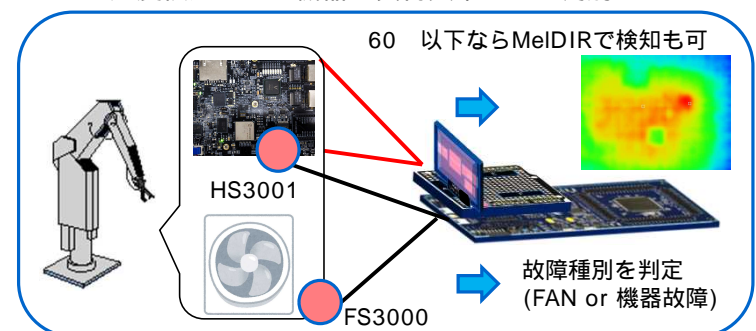 60 以下ならMelDIRで検知も可
HS3001
故障種別を判定
(FAN or 機器故障)
FS3000